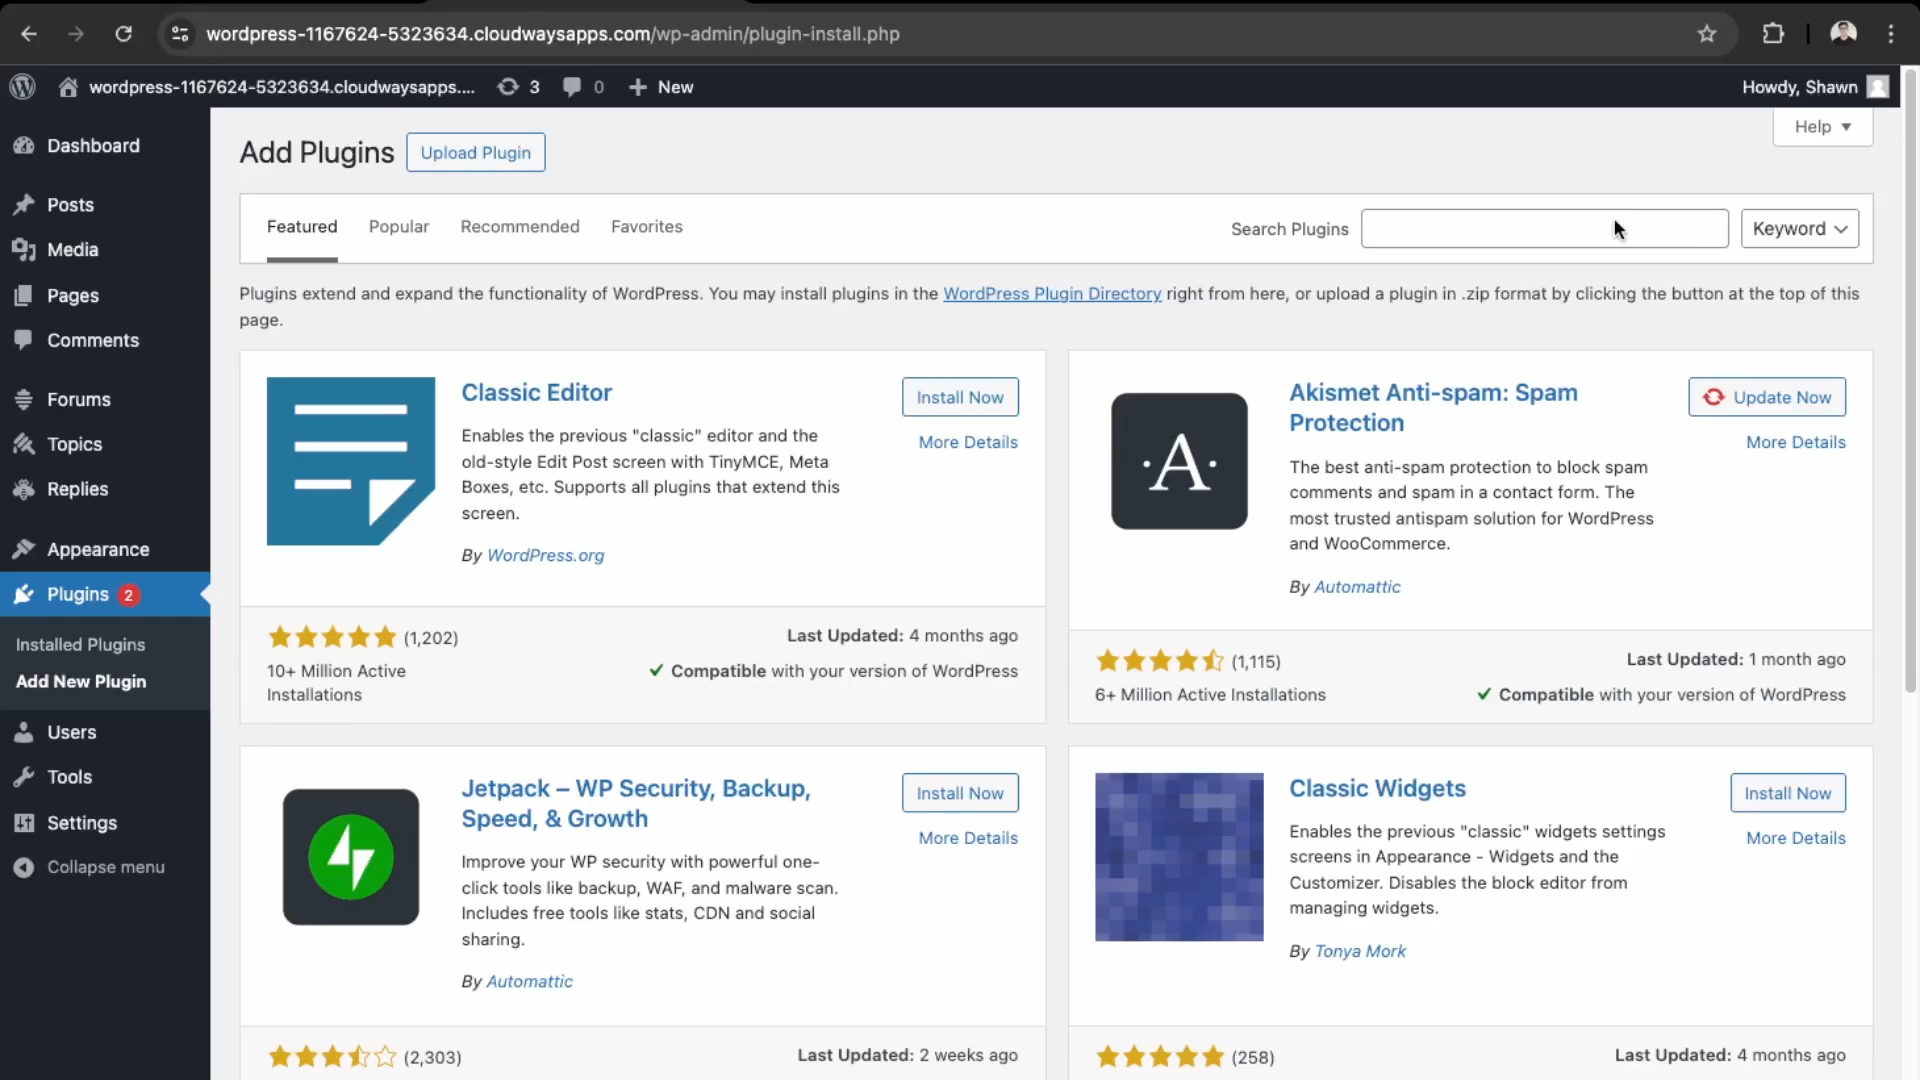 wordpress-1167624-5323634.cloudwaysapps.com/wp-admin/plugin-install.php
wordpress-1167624-5323634.cloudwaysapps.... 3 0 + New Howdy, Shawn
Help
Dashboard
Posts
Media
Pages
Comments
Forums
Topics
Replies
Appearance
Plugins 2
Installed Plugins
Add New Plugin
Users
Tools
Settings
Collapse menu
Add Plugins Upload Plugin
Featured Popular Recommended Favorites Search Plugins Keyword
Plugins extend and expand the functionality of WordPress. You may install plugins in the WordPress Plugin Directory right from here, or upload a plugin in .zip format by clicking the button at the top of this
page.
Classic Editor
Install Now
More Details
Enables the previous "classic" editor and the
old-style Edit Post screen with TinyMCE, Meta
Boxes, etc. Supports all plugins that extend this
screen.
By WordPress.org
(1,202)
10+ Million Active
Installations
Last Updated: 4 months ago
Compatible with your version of WordPress
·A·
Akismet Anti-spam: Spam
Protection
Update Now
More Details
The best anti-spam protection to block spam
comments and spam in a contact form. The
most trusted antispam solution for WordPress
and WooCommerce.
By Automattic
(1,115)
6+ Million Active Installations
Last Updated: 1 month ago
Compatible with your version of WordPress
Jetpack – WP Security, Backup,
Speed, & Growth
Install Now
More Details
Improve your WP security with powerful one-
click tools like backup, WAF, and malware scan.
Includes free tools like stats, CDN and social
sharing.
By Automattic
(2,303)
Last Updated: 2 weeks ago
Classic Widgets
Install Now
More Details
Enables the previous "classic" widgets settings
screens in Appearance - Widgets and the
Customizer. Disables the block editor from
managing widgets.
By Tonya Mork
(258)
Last Updated: 4 months ago